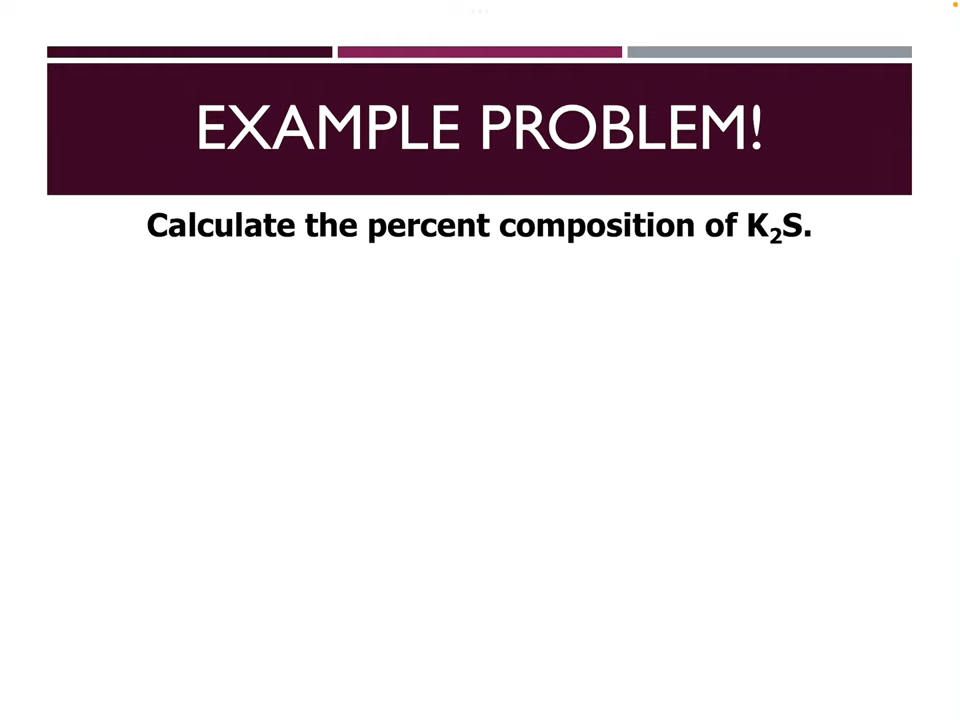 EXAMPLE PROBLEM!
Calculate the percent composition of K₂S.